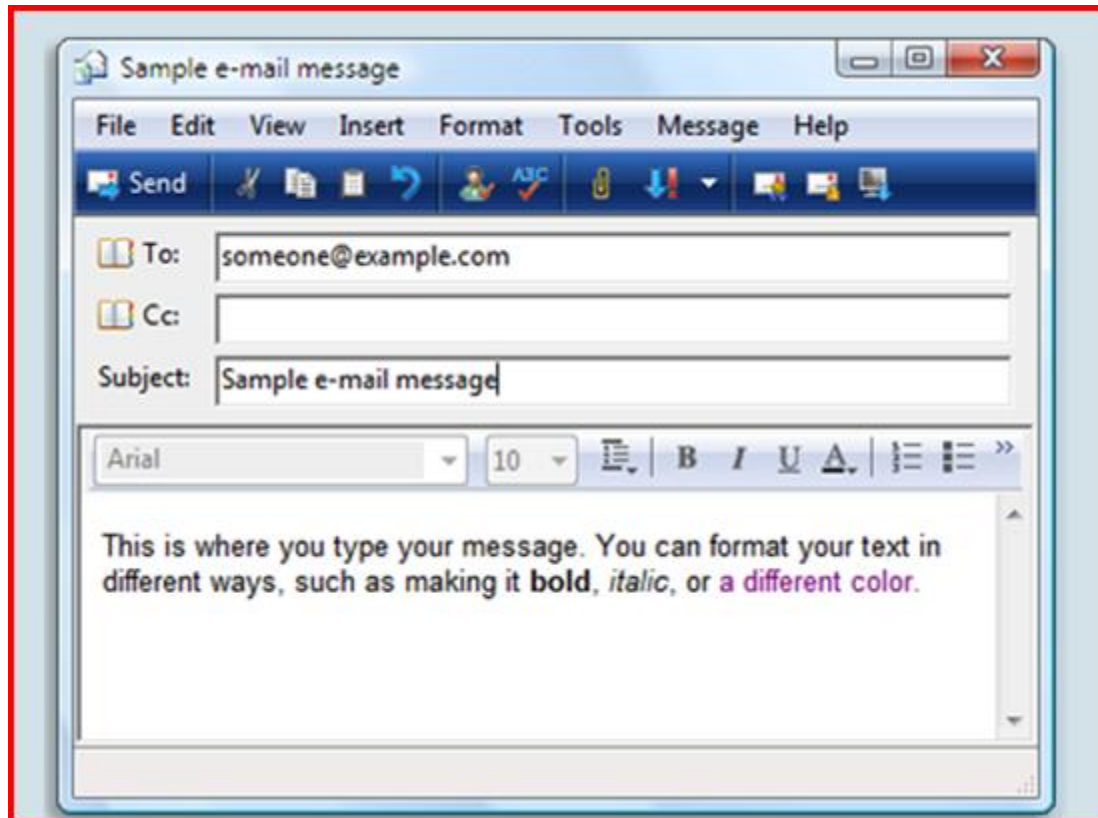 Sample e-mail message
File Edit View Insert Format Tools Message Help
Send ABC
To: someone@example.com
Cc:
Subject: Sample e-mail message
Arial 10 B I U A
This is where you type your message. You can format your text in
different ways, such as making it bold, italic, or a different color.